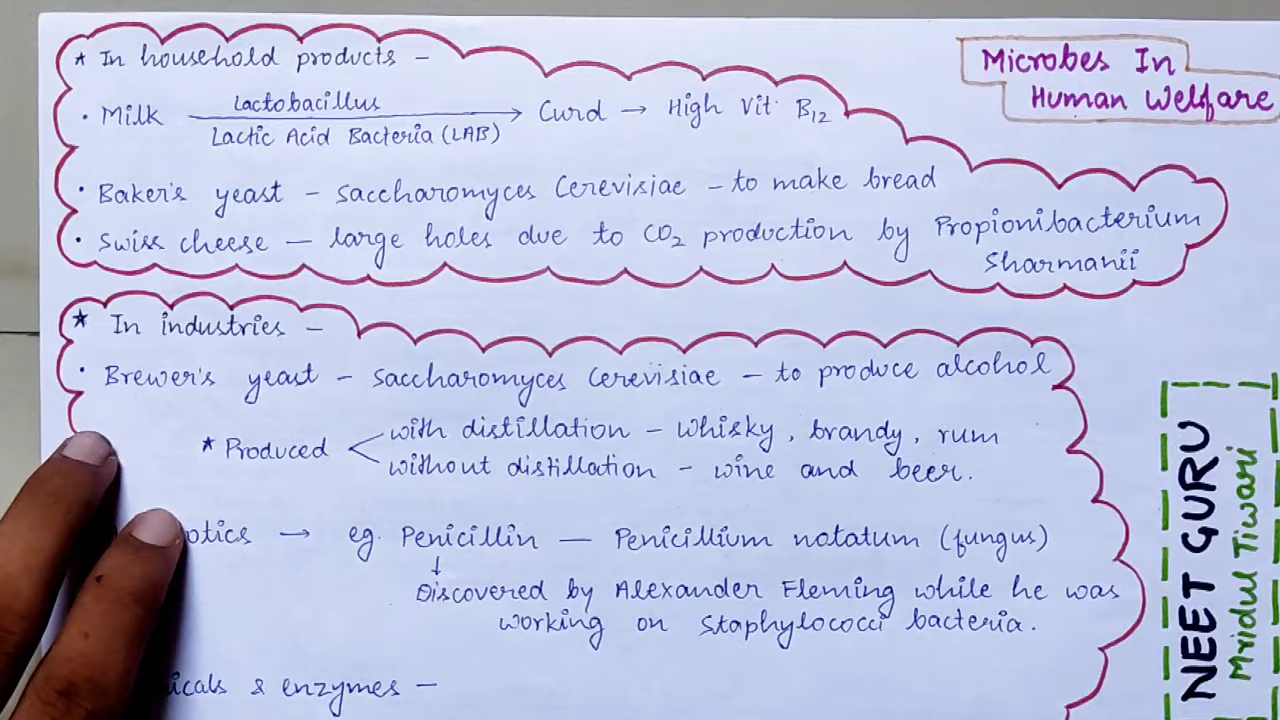 Microbes In
Human Welfare
★ In household products –
• Milk Lactobacillus → Curd → High Vit. B12
Lactic Acid Bacteria (LAB)
• Baker's yeast – Saccharomyces Cerevisiae – to make bread
• Swiss cheese – large holes due to CO2 production by Propionibacterium
Sharmanii
★ In industries –
• Brewer's yeast – Saccharomyces Cerevisiae – to produce alcohol
★ Produced with distillation – whisky, brandy, rum
without distillation – wine and beer.
otics → eg. Penicillin – Penicillium notatum (fungus)
↓
Discovered by Alexander Fleming while he was
working on Staphylococci bacteria.
icals & enzymes –
NEET GURU
Mridul Tiwari